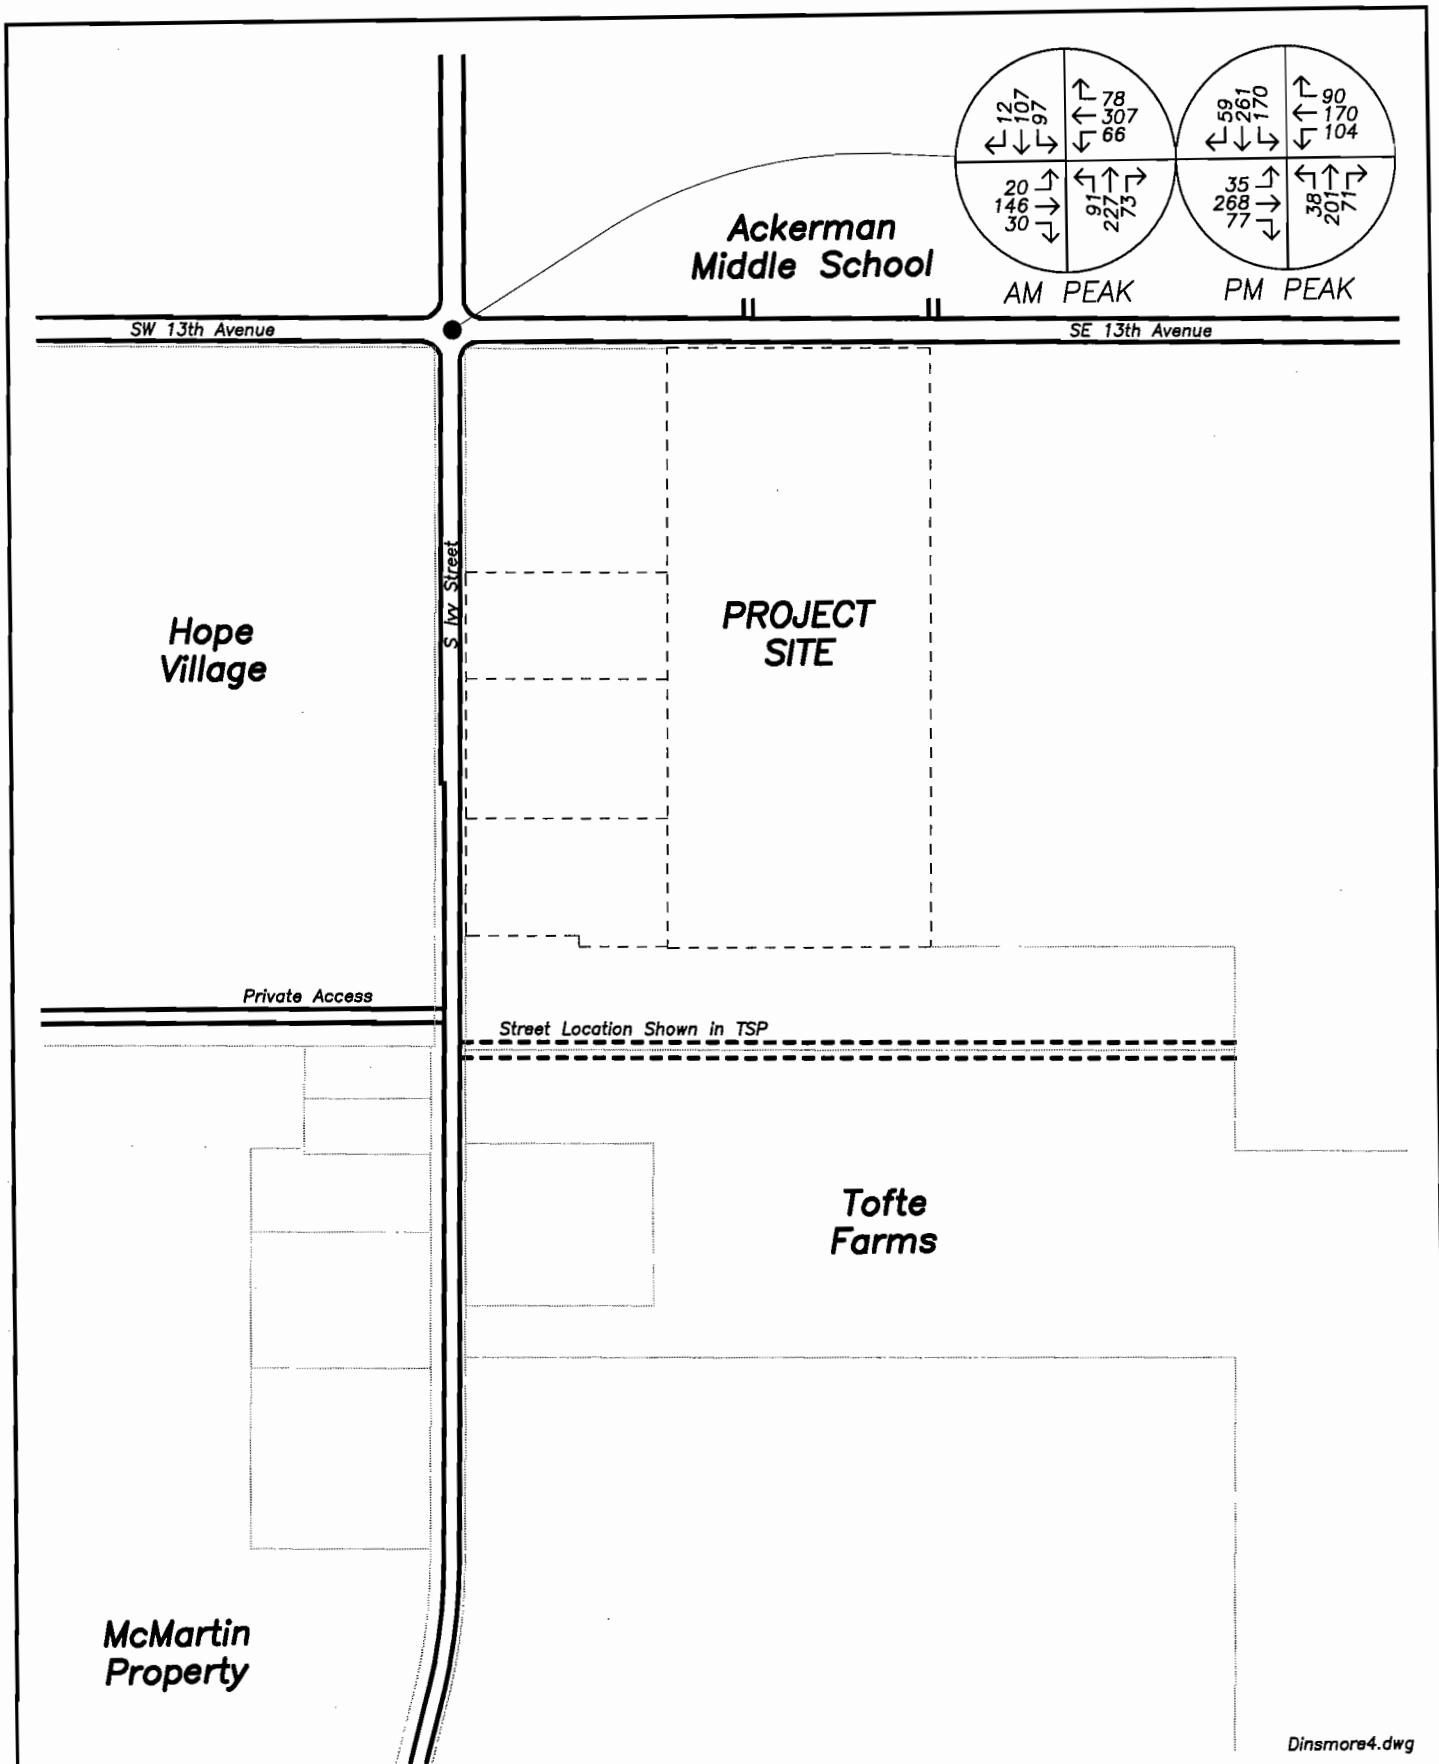 12 107 97
78
307
66
59 261 170
90
170
104
20
146
30
91 227 73
35
268
77
38 201 71
AM PEAK
PM PEAK
Ackerman
Middle School
SW 13th Avenue
SE 13th Avenue
S Ivy Street
Hope
Village
PROJECT
SITE
Private Access
Street Location Shown in TSP
Tofte
Farms
McMartin
Property
Dinsmore4.dwg